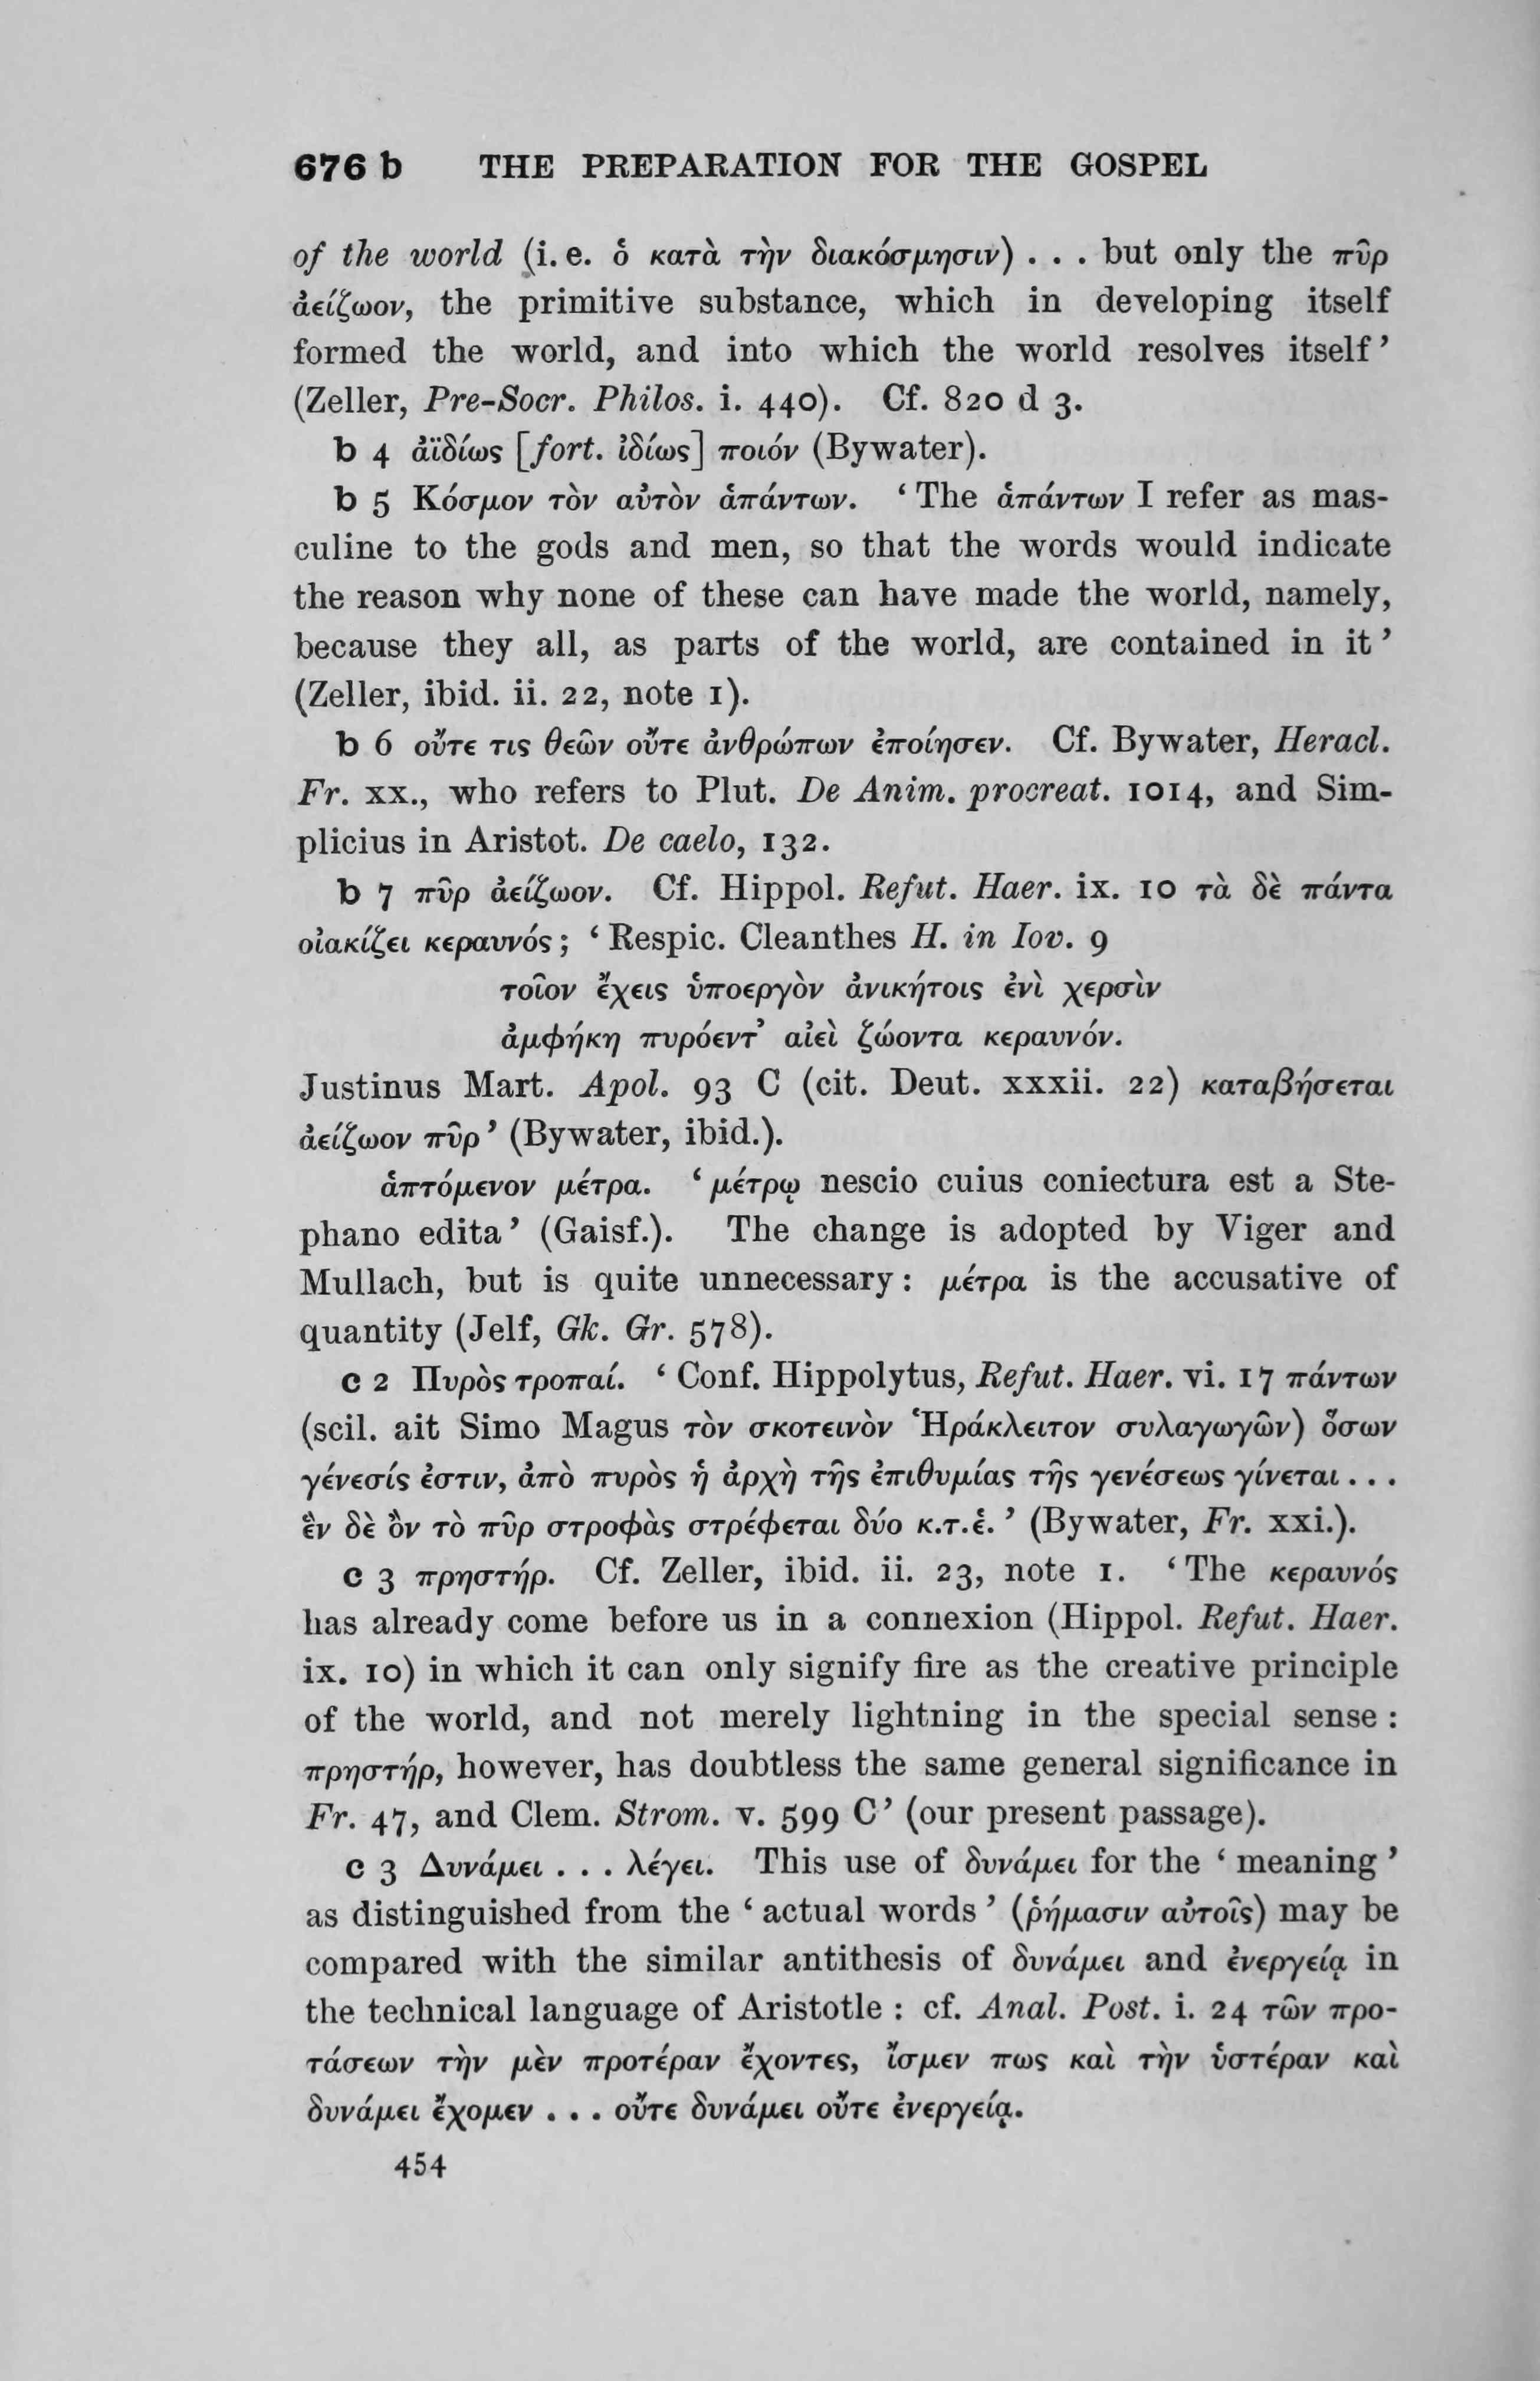 676 b THE PREPARATION FOR THE GOSPEL
of the world (i. e. ὁ κατὰ τὴν διακόσμησιν) . . . but only the πῦρ
ἀείζωον, the primitive substance, which in developing itself
formed the world, and into which the world resolves itself’
(Zeller, Pre-Socr. Philos. i. 440). Cf. 820 d 3.
b 4 ἀϊδίως [fort. ἰδίως] ποιόν (Bywater).
b 5 Κόσμον τὸν αὐτὸν ἁπάντων. ‘The ἁπάντων I refer as mas-
culine to the gods and men, so that the words would indicate
the reason why none of these can have made the world, namely,
because they all, as parts of the world, are contained in it’
(Zeller, ibid. ii. 22, note 1).
b 6 οὔτε τις θεῶν οὔτε ἀνθρώπων ἐποίησεν. Cf. Bywater, Heracl.
Fr. xx., who refers to Plut. De Anim. procreat. 1014, and Sim-
plicius in Aristot. De caelo, 132.
b 7 πῦρ ἀείζωον. Cf. Hippol. Refut. Haer. ix. 10 τὰ δὲ πάντα
οἰακίζει κεραυνός; ‘Respic. Cleanthes H. in Iov. 9
τοῖον ἔχεις ὑποεργὸν ἀνικήτοις ἐνὶ χερσὶν
ἀμφήκη πυρόεντ’ αἰεὶ ζώοντα κεραυνόν.
Justinus Mart. Apol. 93 C (cit. Deut. xxxii. 22) καταβήσεται
ἀείζωον πῦρ’ (Bywater, ibid.).
ἁπτόμενον μέτρα. ‘μέτρῳ nescio cuius coniectura est a Ste-
phano edita’ (Gaisf.). The change is adopted by Viger and
Mullach, but is quite unnecessary: μέτρα is the accusative of
quantity (Jelf, Gk. Gr. 578).
c 2 Πυρὸς τροπαί. ‘Conf. Hippolytus, Refut. Haer. vi. 17 πάντων
(scil. ait Simo Magus τὸν σκοτεινὸν Ἡράκλειτον συλαγωγῶν) ὅσων
γένεσίς ἐστιν, ἀπὸ πυρὸς ἡ ἀρχὴ τῆς ἐπιθυμίας τῆς γενέσεως γίνεται . . .
ἓν δὲ ὂν τὸ πῦρ στροφὰς στρέφεται δύο κ.τ.ἑ.’ (Bywater, Fr. xxi.).
c 3 πρηστήρ. Cf. Zeller, ibid. ii. 23, note 1. ‘The κεραυνός
has already come before us in a connexion (Hippol. Refut. Haer.
ix. 10) in which it can only signify fire as the creative principle
of the world, and not merely lightning in the special sense:
πρηστήρ, however, has doubtless the same general significance in
Fr. 47, and Clem. Strom. v. 599 C’ (our present passage).
c 3 Δυνάμει . . . λέγει. This use of δυνάμει for the ‘meaning’
as distinguished from the ‘actual words’ (ῥήμασιν αὐτοῖς) may be
compared with the similar antithesis of δυνάμει and ἐνεργείᾳ in
the technical language of Aristotle: cf. Anal. Post. i. 24 τῶν προ-
τάσεων τὴν μὲν προτέραν ἔχοντες, ἴσμεν πως καὶ τὴν ὑστέραν καὶ
δυνάμει ἔχομεν . . . οὔτε δυνάμει οὔτε ἐνεργείᾳ.
454